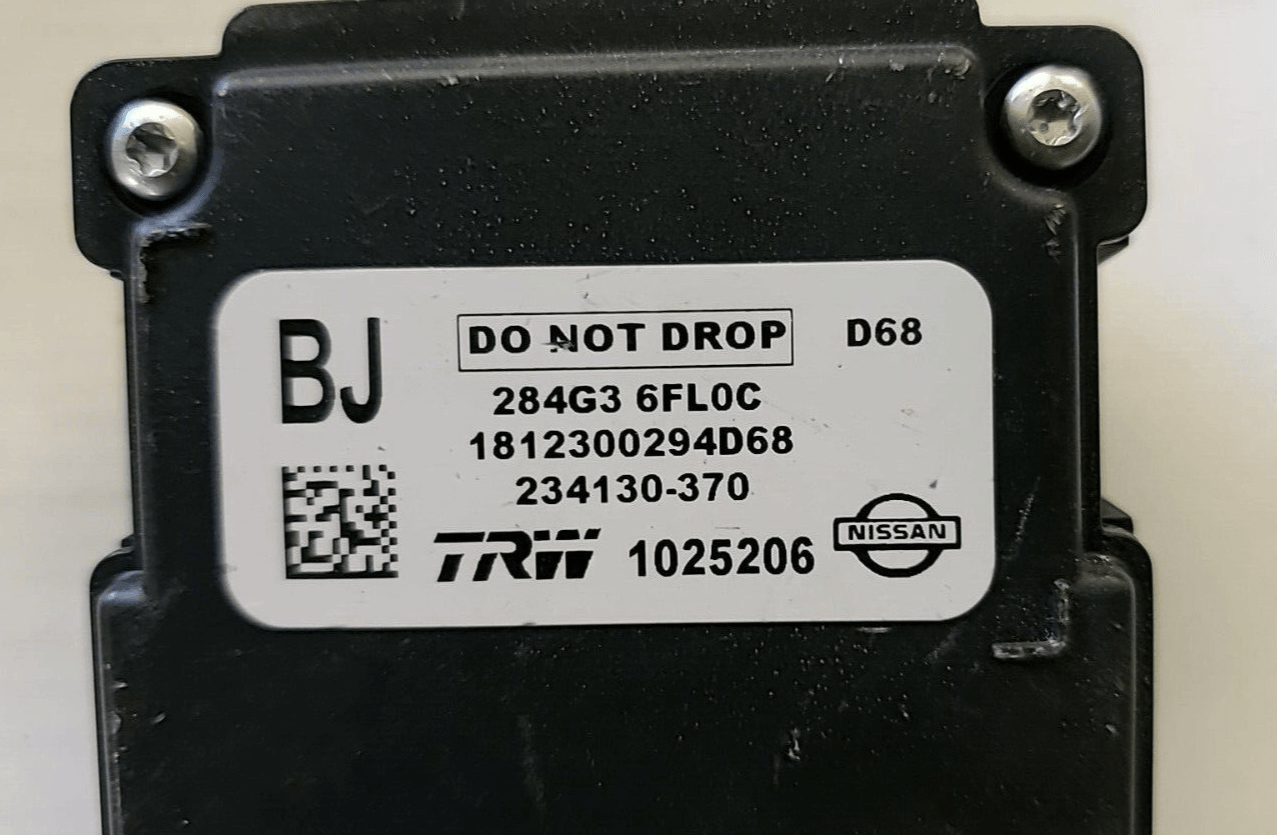 BJ
DO NOT DROP
D68
284G3 6FL0C
1812300294D68
234130-370
TRW 1025206
NISSAN